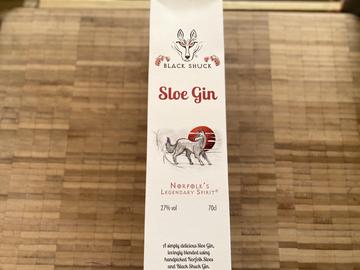 BLACK SHUCK
Sloe Gin
NORFOLK'S
LEGENDARY SPIRIT®
27% vol 70cl
A simply delicious Sloe Gin,
lovingly blended using
handpicked Norfolk Sloes
and Black Shuck Gin.